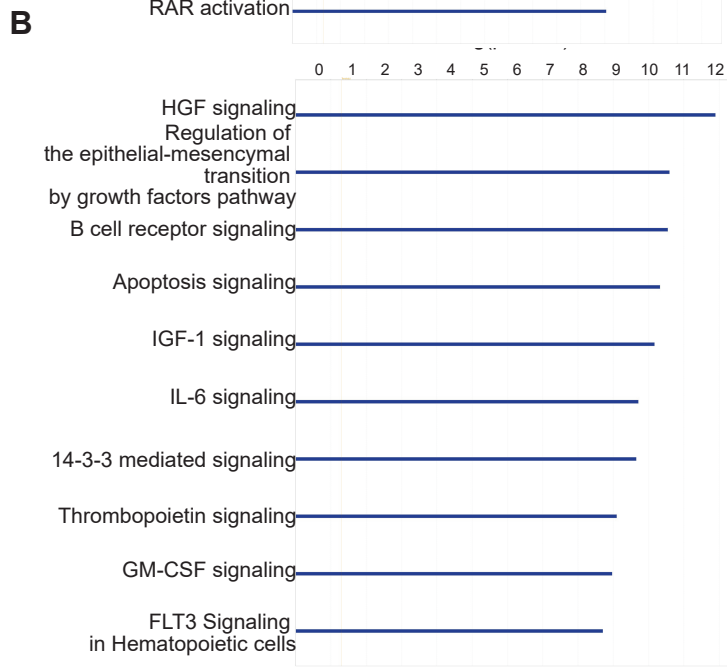 B
RAR activation
0 1 2 3 4 5 6 7 8 9 10 11 12
HGF signaling
Regulation of
the epithelial-mesencymal
transition
by growth factors pathway
B cell receptor signaling
Apoptosis signaling
IGF-1 signaling
IL-6 signaling
14-3-3 mediated signaling
Thrombopoietin signaling
GM-CSF signaling
FLT3 Signaling
in Hematopoietic cells